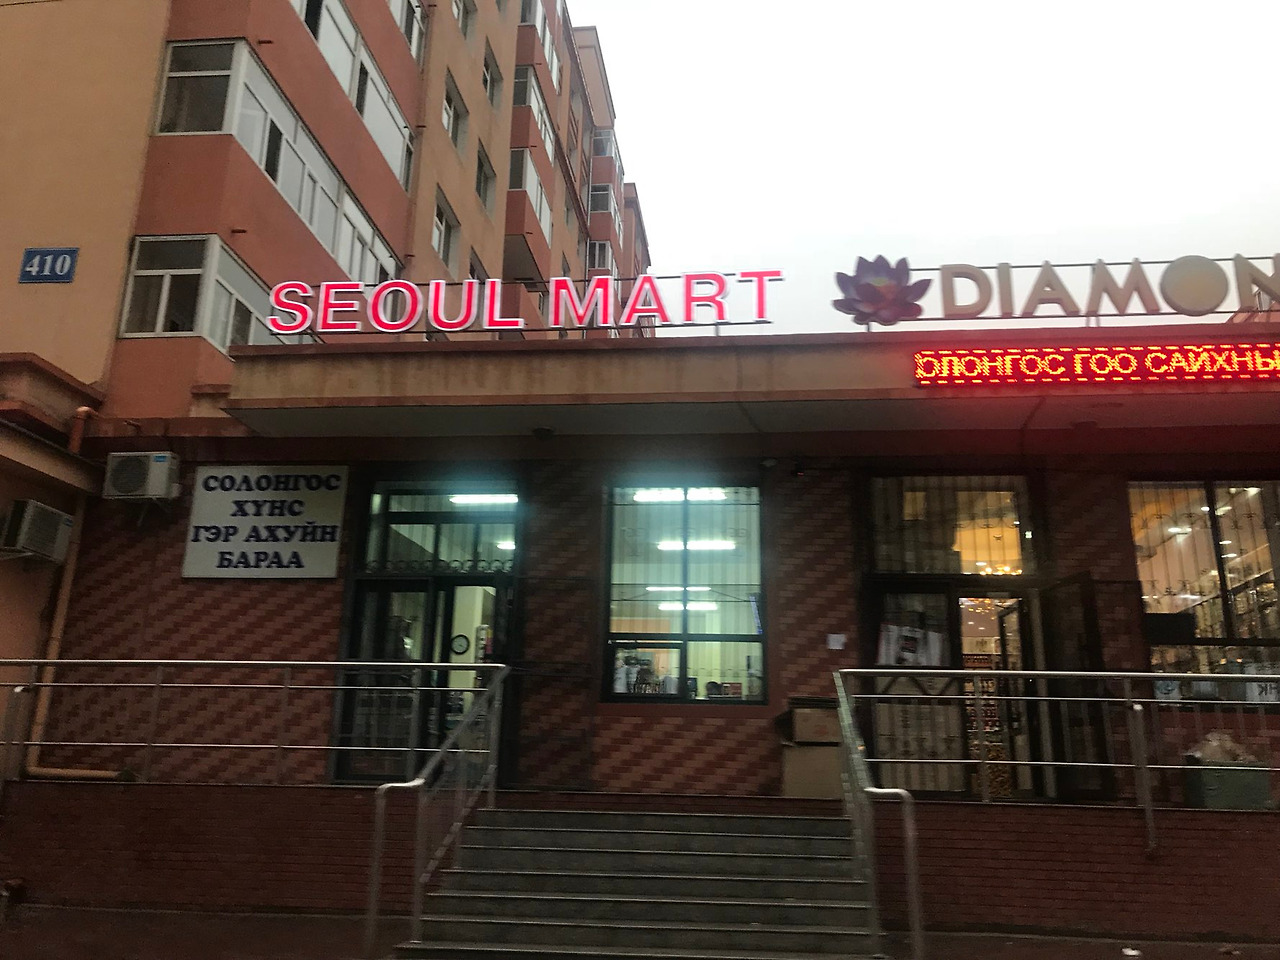 410
SEOUL MART
DIAMON
ОЛОНГОС ГОО САЙХНЫ
СОЛОНГОС
ХҮНС
ГЭР АХУЙН
БАРАА